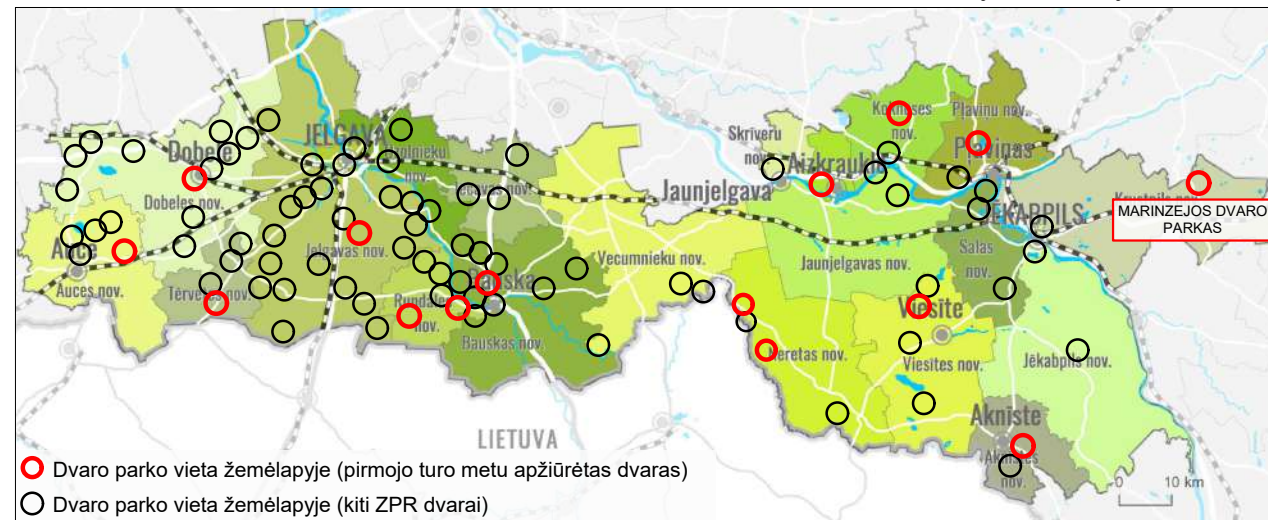 Kokneses
nov.
Pļaviņu nov.
JELGAVA
Ozolnieku
nov.
Skrīveru
nov.
Dobele
Aizkraukle
Pļaviņas
Jaunjelgava
Dobeles nov.
Krustpils nov.
JĒKABPILS
MARINZEJOS DVARO
PARKAS
Auce
Jelgavas nov.
Salas
nov.
Vecumnieku nov.
Jaunjelgavas nov.
Bauska
Auces nov.
Tērvetes nov.
Rundāles
nov.
Viesīte
Bauskas nov.
Neretas nov.
Viesītes nov.
Jēkabpils nov.
Akniste
LIETUVA
Aknīstes
nov.
Dvaro parko vieta žemėlapyje (pirmojo turo metu apžiūrėtas dvaras)
Dvaro parko vieta žemėlapyje (kiti ZPR dvarai)
0 10 km